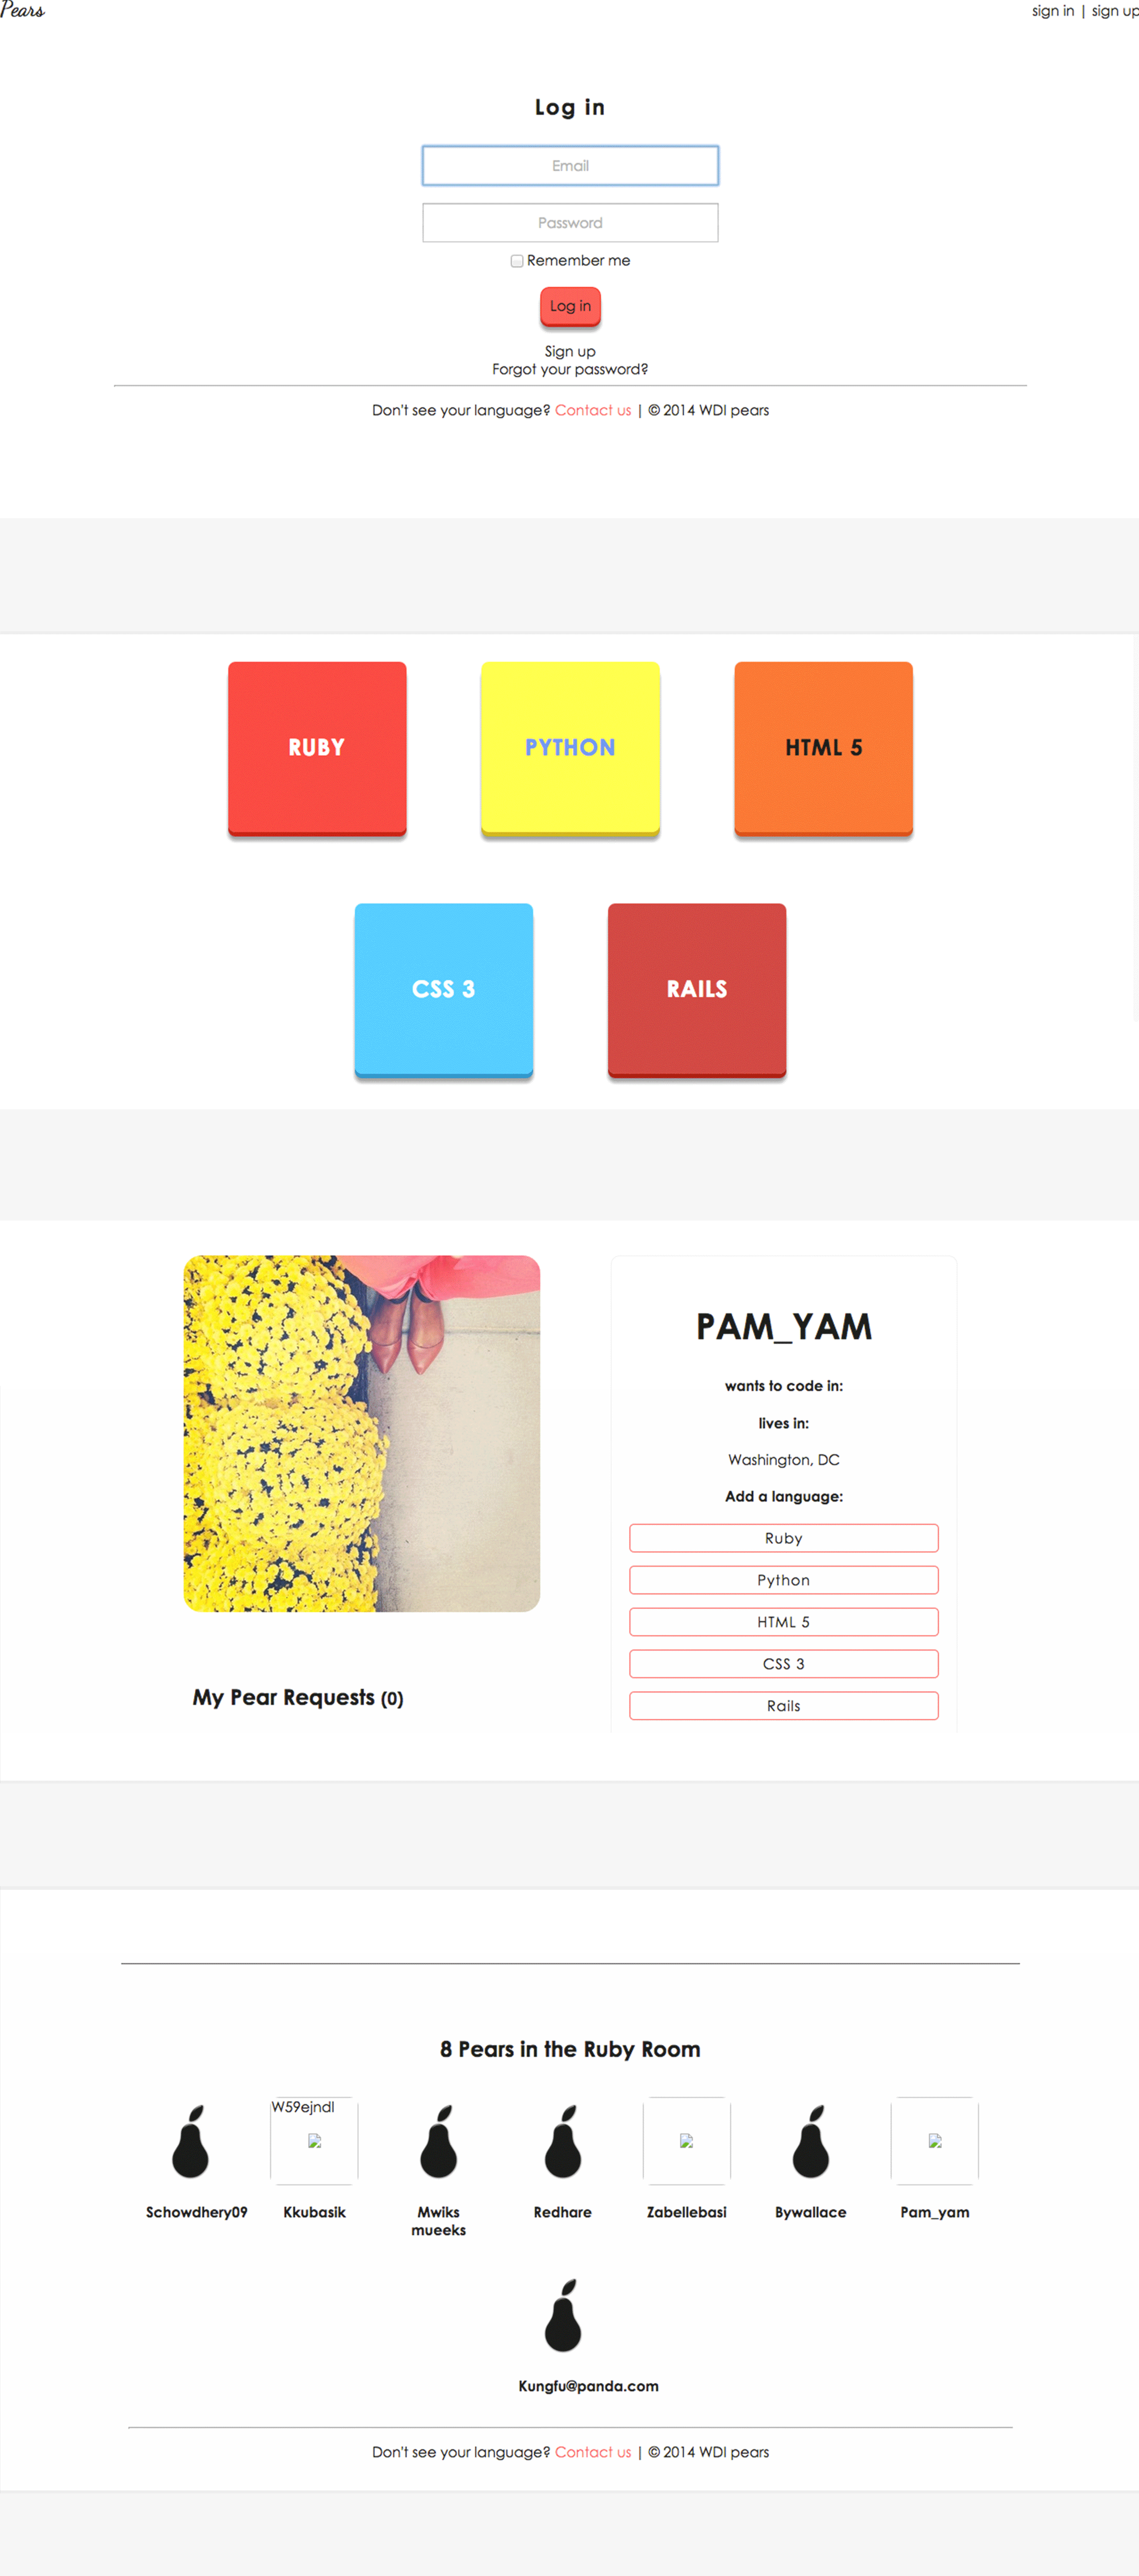 Pears
sign in | sign up
Log in
Email
Password
Remember me
Log in
Sign up
Forgot your password?
Don't see your language? Contact us | © 2014 WDI pears
RUBY
PYTHON
HTML 5
CSS 3
RAILS
PAM_YAM
wants to code in:
lives in:
Washington, DC
Add a language:
Ruby
Python
HTML 5
CSS 3
Rails
My Pear Requests (0)
8 Pears in the Ruby Room
W59ejndl
Schowdhery09
Kkubasik
Mwiks
mueeks
Redhare
Zabellebasi
Bywallace
Pam_yam
Kungfu@panda.com
Don't see your language? Contact us | © 2014 WDI pears